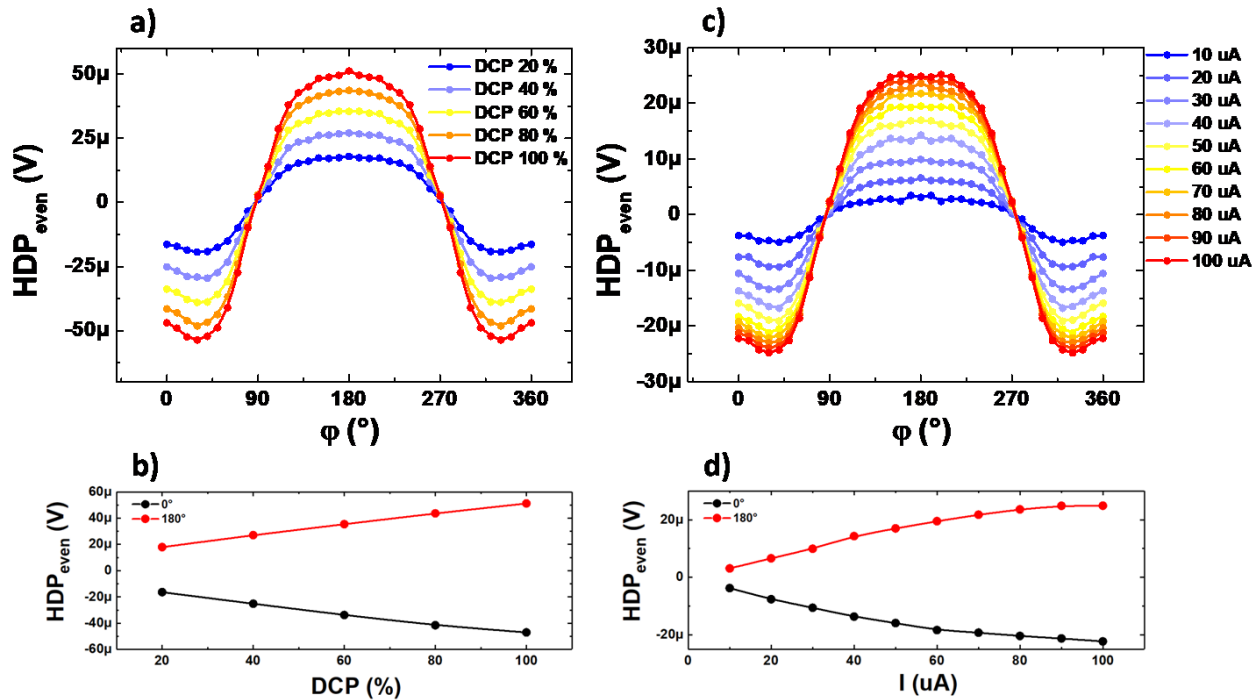 a)
HDPeven (V)
50µ
25µ
0
-25µ
-50µ
DCP 20 %
DCP 40 %
DCP 60 %
DCP 80 %
DCP 100 %
0 90 180 270 360
φ (°)
c)
HDPeven (V)
30µ
20µ
10µ
0
-10µ
-20µ
-30µ
0 90 180 270 360
φ (°)
10 uA
20 uA
30 uA
40 uA
50 uA
60 uA
70 uA
80 uA
90 uA
100 uA
b)
HDPeven (V)
60µ
40µ
20µ
0
-20µ
-40µ
-60µ
0°
180°
20 40 60 80 100
DCP (%)
d)
HDPeven (V)
20µ
0
-20µ
0°
180°
0 20 40 60 80 100
I (uA)